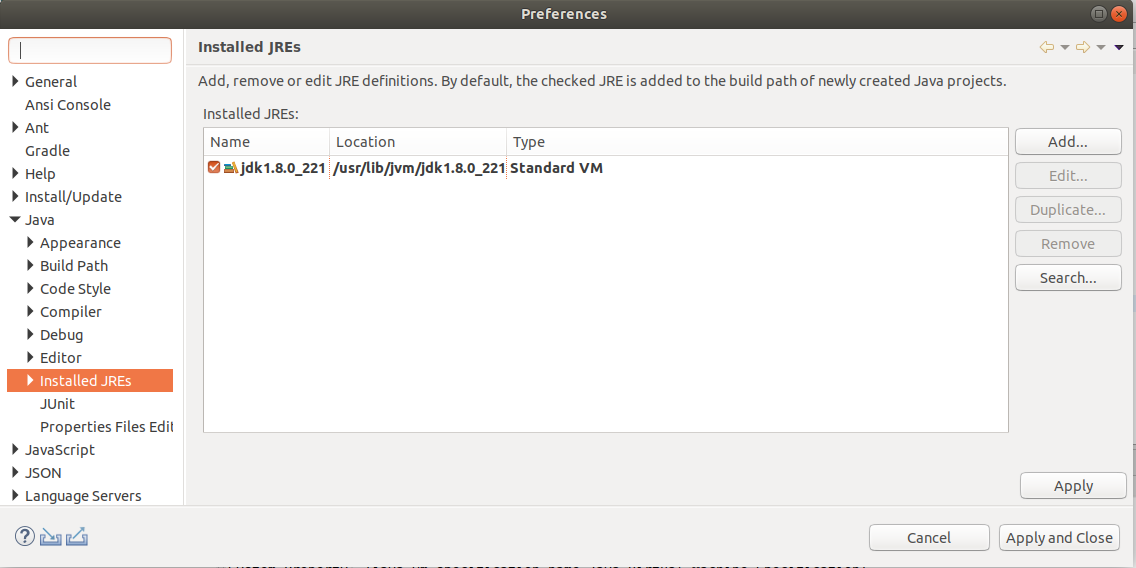 Preferences
Installed JREs
General
Ansi Console
Ant
Gradle
Help
Install/Update
Java
Appearance
Build Path
Code Style
Compiler
Debug
Editor
Installed JREs
JUnit
Properties Files Edit
JavaScript
JSON
Language Servers
Add, remove or edit JRE definitions. By default, the checked JRE is added to the build path of newly created Java projects.
Installed JREs:
Name Location Type
jdk1.8.0_221 /usr/lib/jvm/jdk1.8.0_221 Standard VM
Add...
Edit...
Duplicate...
Remove
Search...
Apply
Cancel
Apply and Close